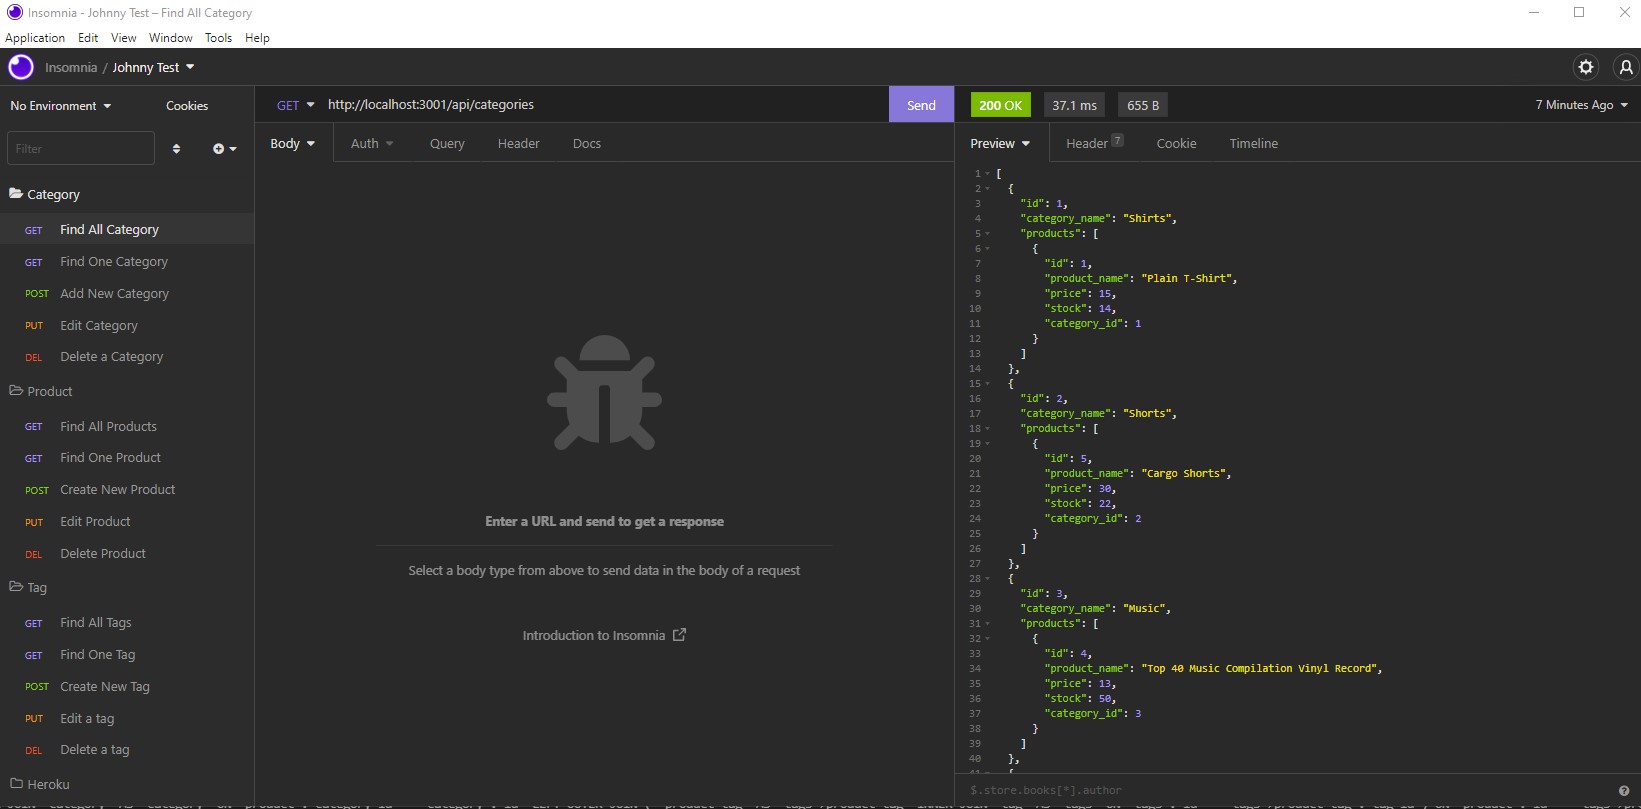 Insomnia - Johnny Test – Find All Category
Application Edit View Window Tools Help
Insomnia / Johnny Test
No Environment Cookies
Filter
Category
GET Find All Category
GET Find One Category
POST Add New Category
PUT Edit Category
DEL Delete a Category
Product
GET Find All Products
GET Find One Product
POST Create New Product
PUT Edit Product
DEL Delete Product
Tag
GET Find All Tags
GET Find One Tag
POST Create New Tag
PUT Edit a tag
DEL Delete a tag
Heroku
GET http://localhost:3001/api/categories Send
Body Auth Query Header Docs
Enter a URL and send to get a response
Select a body type from above to send data in the body of a request
Introduction to Insomnia
200 OK 37.1 ms 655 B 7 Minutes Ago
Preview Header 7 Cookie Timeline
1 [
2 {
3 "id": 1,
4 "category_name": "Shirts",
5 "products": [
6 {
7 "id": 1,
8 "product_name": "Plain T-Shirt",
9 "price": 15,
10 "stock": 14,
11 "category_id": 1
12 }
13 ]
14 },
15 {
16 "id": 2,
17 "category_name": "Shorts",
18 "products": [
19 {
20 "id": 5,
21 "product_name": "Cargo Shorts",
22 "price": 30,
23 "stock": 22,
24 "category_id": 2
25 }
26 ]
27 },
28 {
29 "id": 3,
30 "category_name": "Music",
31 "products": [
32 {
33 "id": 4,
34 "product_name": "Top 40 Music Compilation Vinyl Record",
35 "price": 13,
36 "stock": 50,
37 "category_id": 3
38 }
39 ]
40 },
41 {
$.store.books[*].author